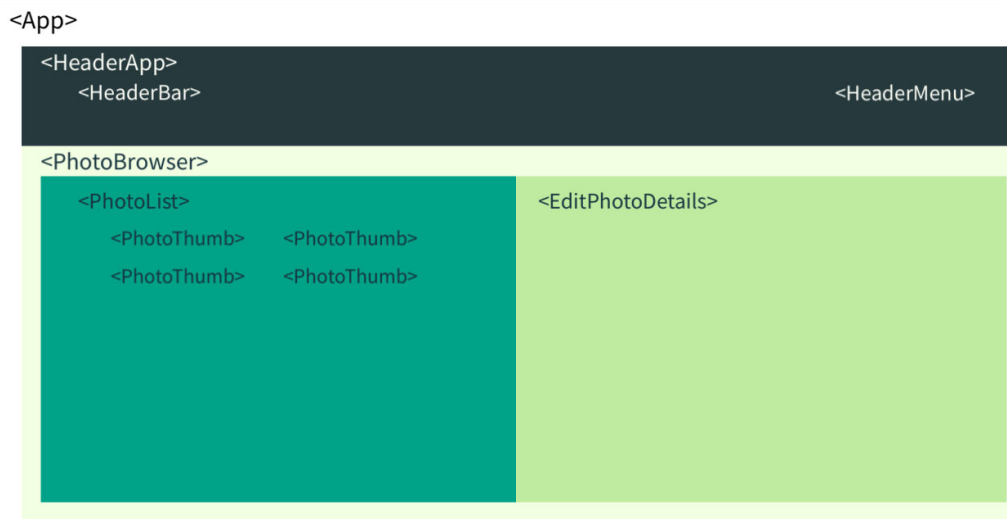 <App>
<HeaderApp>
<HeaderBar> <HeaderMenu>
<PhotoBrowser>
<PhotoList> <EditPhotoDetails>
<PhotoThumb> <PhotoThumb>
<PhotoThumb> <PhotoThumb>